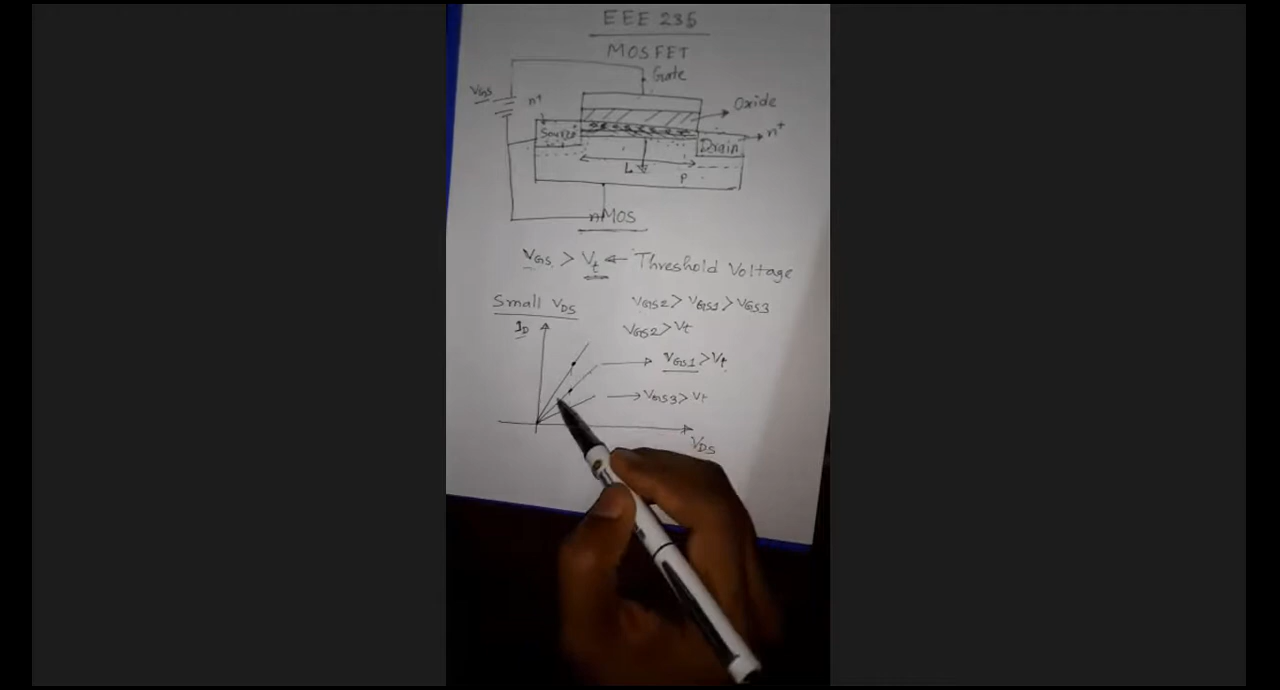 EEE 235
MOSFET
Gate
VGS
n+
Oxide
Source
Drain
n+
L
P
nMOS
VGS > Vt ← Threshold Voltage
Small VDS
VGS2 > VGS1 > VGS3
ID
VGS2 > Vt
VGS1 > Vt
VGS3 > Vt
VDS